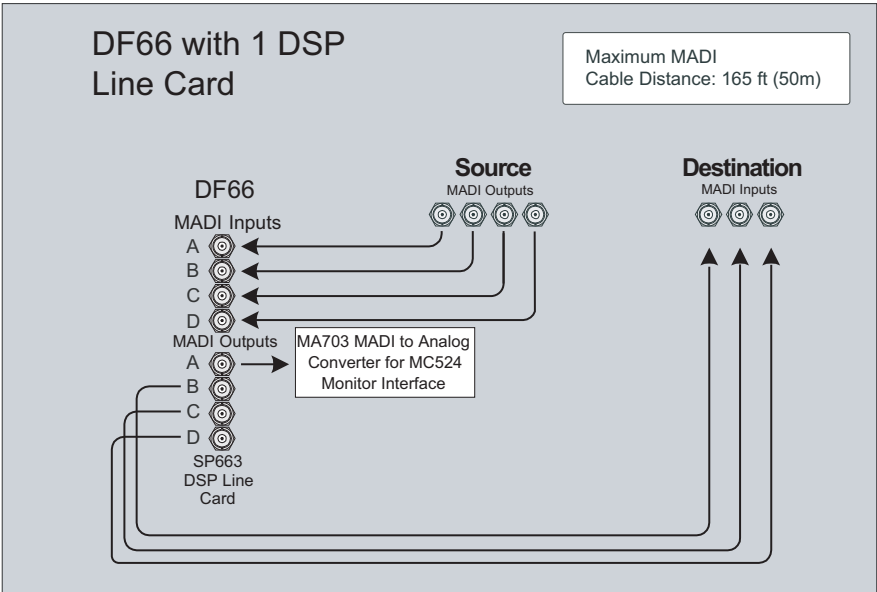 DF66 with 1 DSP
Line Card
Maximum MADI
Cable Distance: 165 ft (50m)
Source
MADI Outputs
Destination
MADI Inputs
DF66
MADI Inputs
A
B
C
D
MADI Outputs
A
B
C
D
MA703 MADI to Analog
Converter for MC524
Monitor Interface
SP663
DSP Line
Card